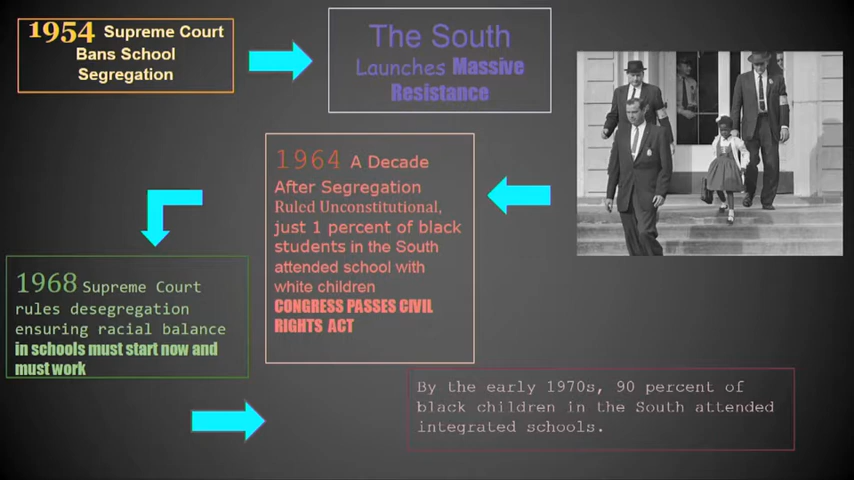 1954 Supreme Court
Bans School
Segregation
The South
Launches Massive
Resistance
1964 A Decade
After Segregation
Ruled Unconstitutional,
just 1 percent of black
students in the South
attended school with
white children
CONGRESS PASSES CIVIL
RIGHTS ACT
1968 Supreme Court
rules desegregation
ensuring racial balance
in schools must start now and
must work
By the early 1970s, 90 percent of
black children in the South attended
integrated schools.